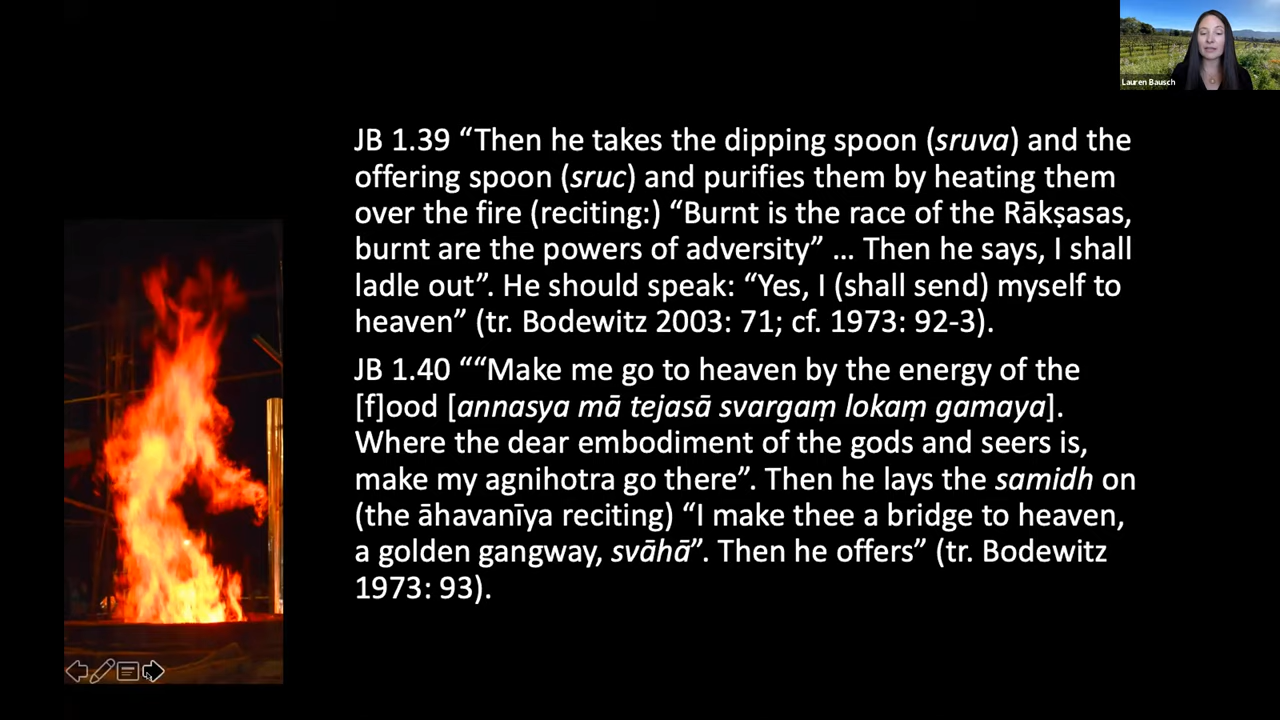 Lauren Bausch
JB 1.39 “Then he takes the dipping spoon (sruva) and the
offering spoon (sruc) and purifies them by heating them
over the fire (reciting:) “Burnt is the race of the Rākṣasas,
burnt are the powers of adversity” … Then he says, I shall
ladle out”. He should speak: “Yes, I (shall send) myself to
heaven” (tr. Bodewitz 2003: 71; cf. 1973: 92-3).
JB 1.40 ““Make me go to heaven by the energy of the
[f]ood [annasya mā tejasā svargaṃ lokaṃ gamaya].
Where the dear embodiment of the gods and seers is,
make my agnihotra go there”. Then he lays the samidh on
(the āhavanīya reciting) “I make thee a bridge to heaven,
a golden gangway, svāhā”. Then he offers” (tr. Bodewitz
1973: 93).